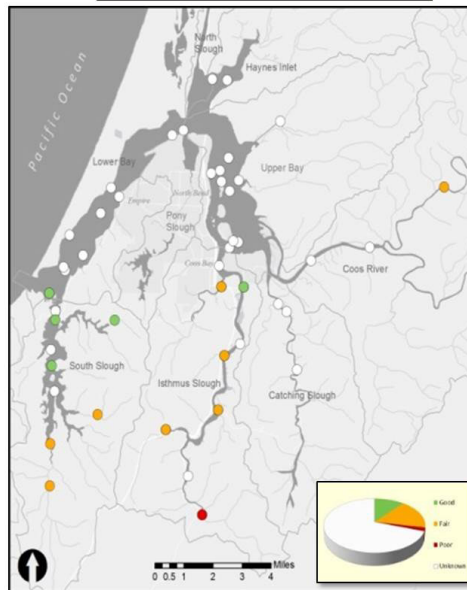 North
Slough
Haynes Inlet
Pacific Ocean
Lower Bay
Upper Bay
North Bend
Empire
Pony
Slough
Coos Bay
Coos River
South Slough
Isthmus Slough
Catching Slough
Good
Fair
Poor
Unknown
Miles
0 0.5 1 2 3 4